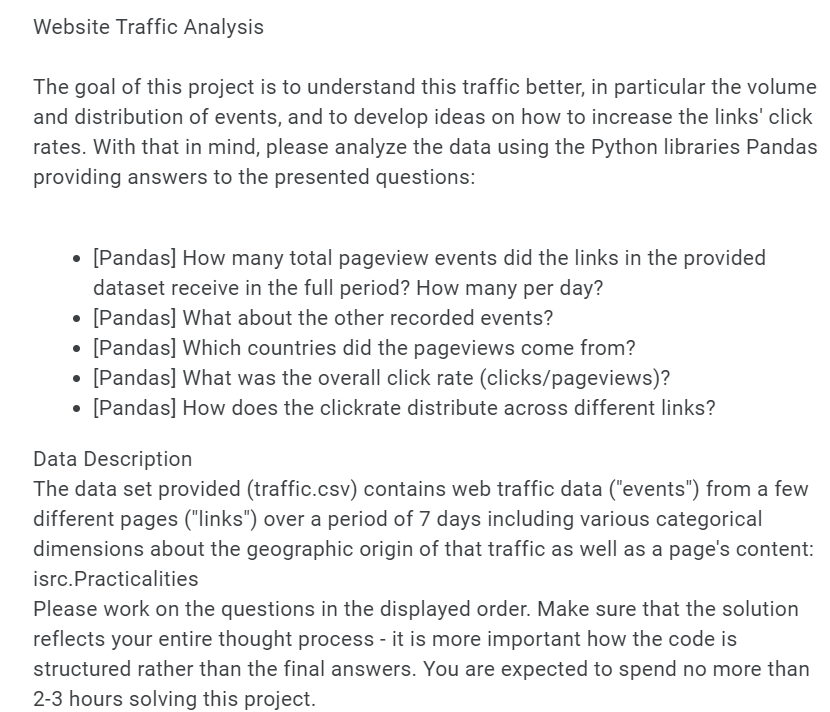 Website Traffic Analysis
The goal of this project is to understand this traffic better, in particular the volume
and distribution of events, and to develop ideas on how to increase the links' click
rates. With that in mind, please analyze the data using the Python libraries Pandas
providing answers to the presented questions:
• [Pandas] How many total pageview events did the links in the provided
dataset receive in the full period? How many per day?
• [Pandas] What about the other recorded events?
• [Pandas] Which countries did the pageviews come from?
• [Pandas] What was the overall click rate (clicks/pageviews)?
• [Pandas] How does the clickrate distribute across different links?
Data Description
The data set provided (traffic.csv) contains web traffic data ("events") from a few
different pages ("links") over a period of 7 days including various categorical
dimensions about the geographic origin of that traffic as well as a page's content:
isrc.Practicalities
Please work on the questions in the displayed order. Make sure that the solution
reflects your entire thought process - it is more important how the code is
structured rather than the final answers. You are expected to spend no more than
2-3 hours solving this project.